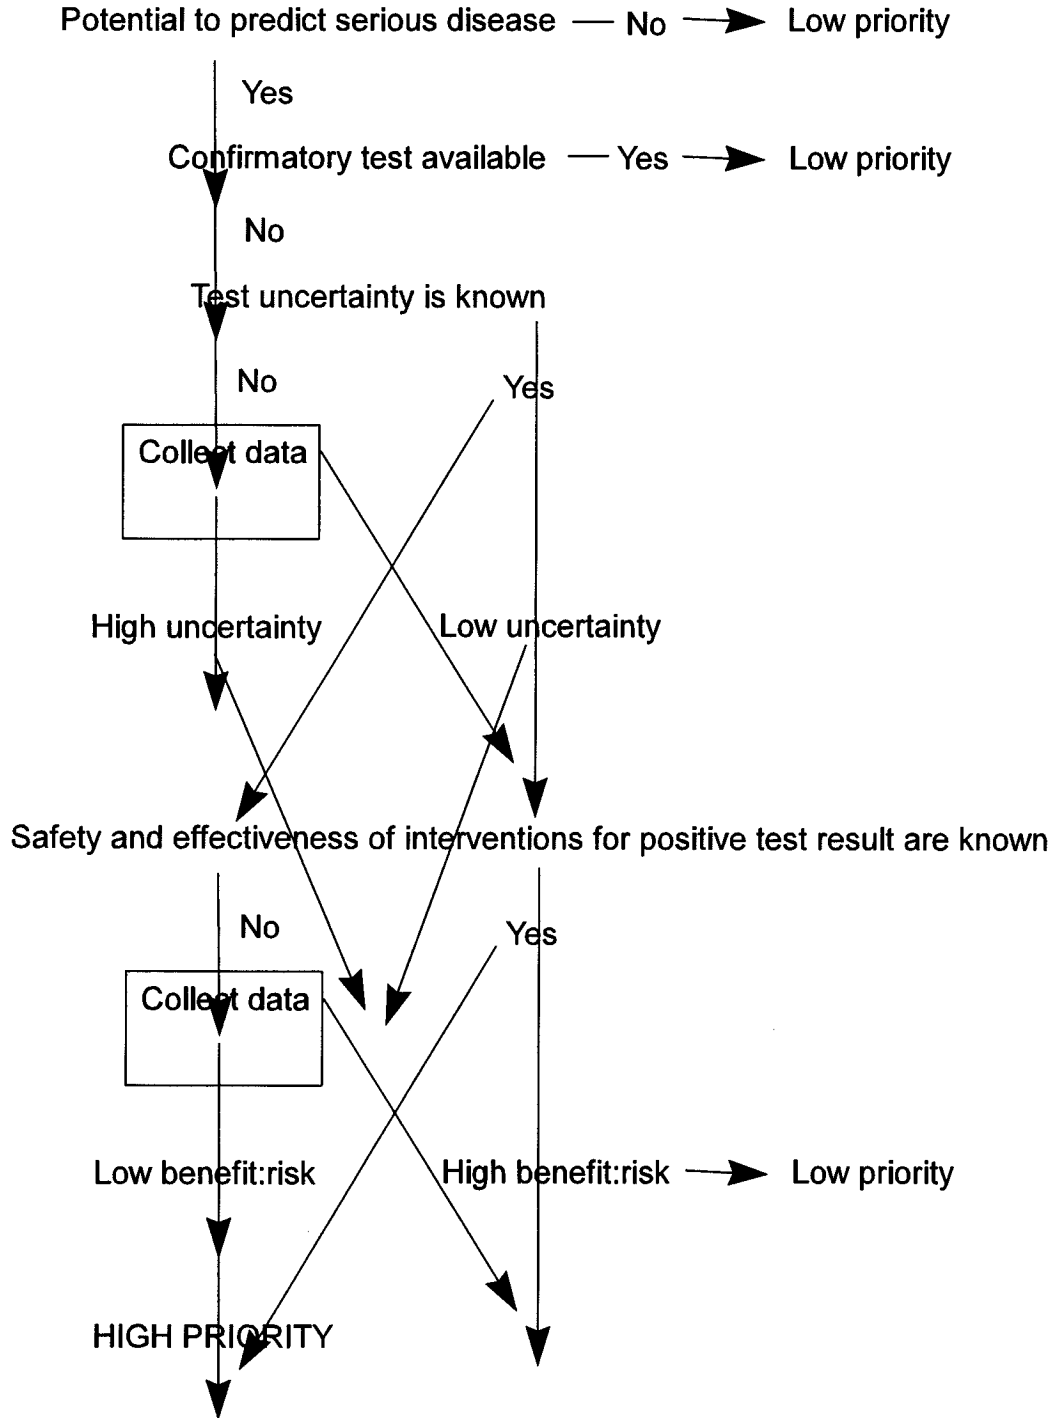 Potential to predict serious disease — No → Low priority
Yes
Confirmatory test available — Yes → Low priority
No
Test uncertainty is known
No Yes
Collect data
High uncertainty Low uncertainty
Safety and effectiveness of interventions for positive test result are known
No Yes
Collect data
Low benefit:risk High benefit:risk → Low priority
HIGH PRIORITY